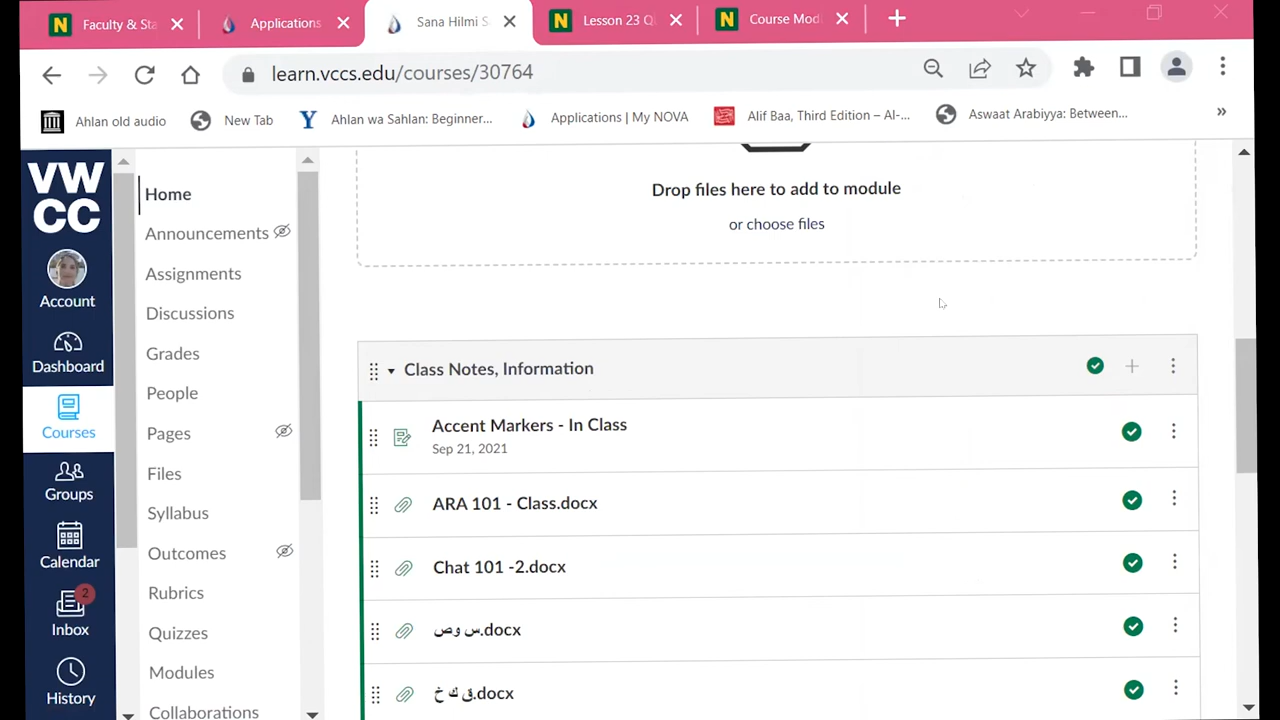 Faculty & Sta
Applications
Sana Hilmi S
Lesson 23 Q
Course Mod
learn.vccs.edu/courses/30764
Ahlan old audio
New Tab
Ahlan wa Sahlan: Beginner...
Applications | My NOVA
Alif Baa, Third Edition – Al-...
Aswaat Arabiyya: Between...
»
VW
CC
Account
Dashboard
Courses
Groups
Calendar
2
Inbox
History
Home
Announcements
Assignments
Discussions
Grades
People
Pages
Files
Syllabus
Outcomes
Rubrics
Quizzes
Modules
Collaborations
Drop files here to add to module
or choose files
Class Notes, Information
Accent Markers - In Class
Sep 21, 2021
ARA 101 - Class.docx
Chat 101 -2.docx
س وص.docx
ق ك خ.docx